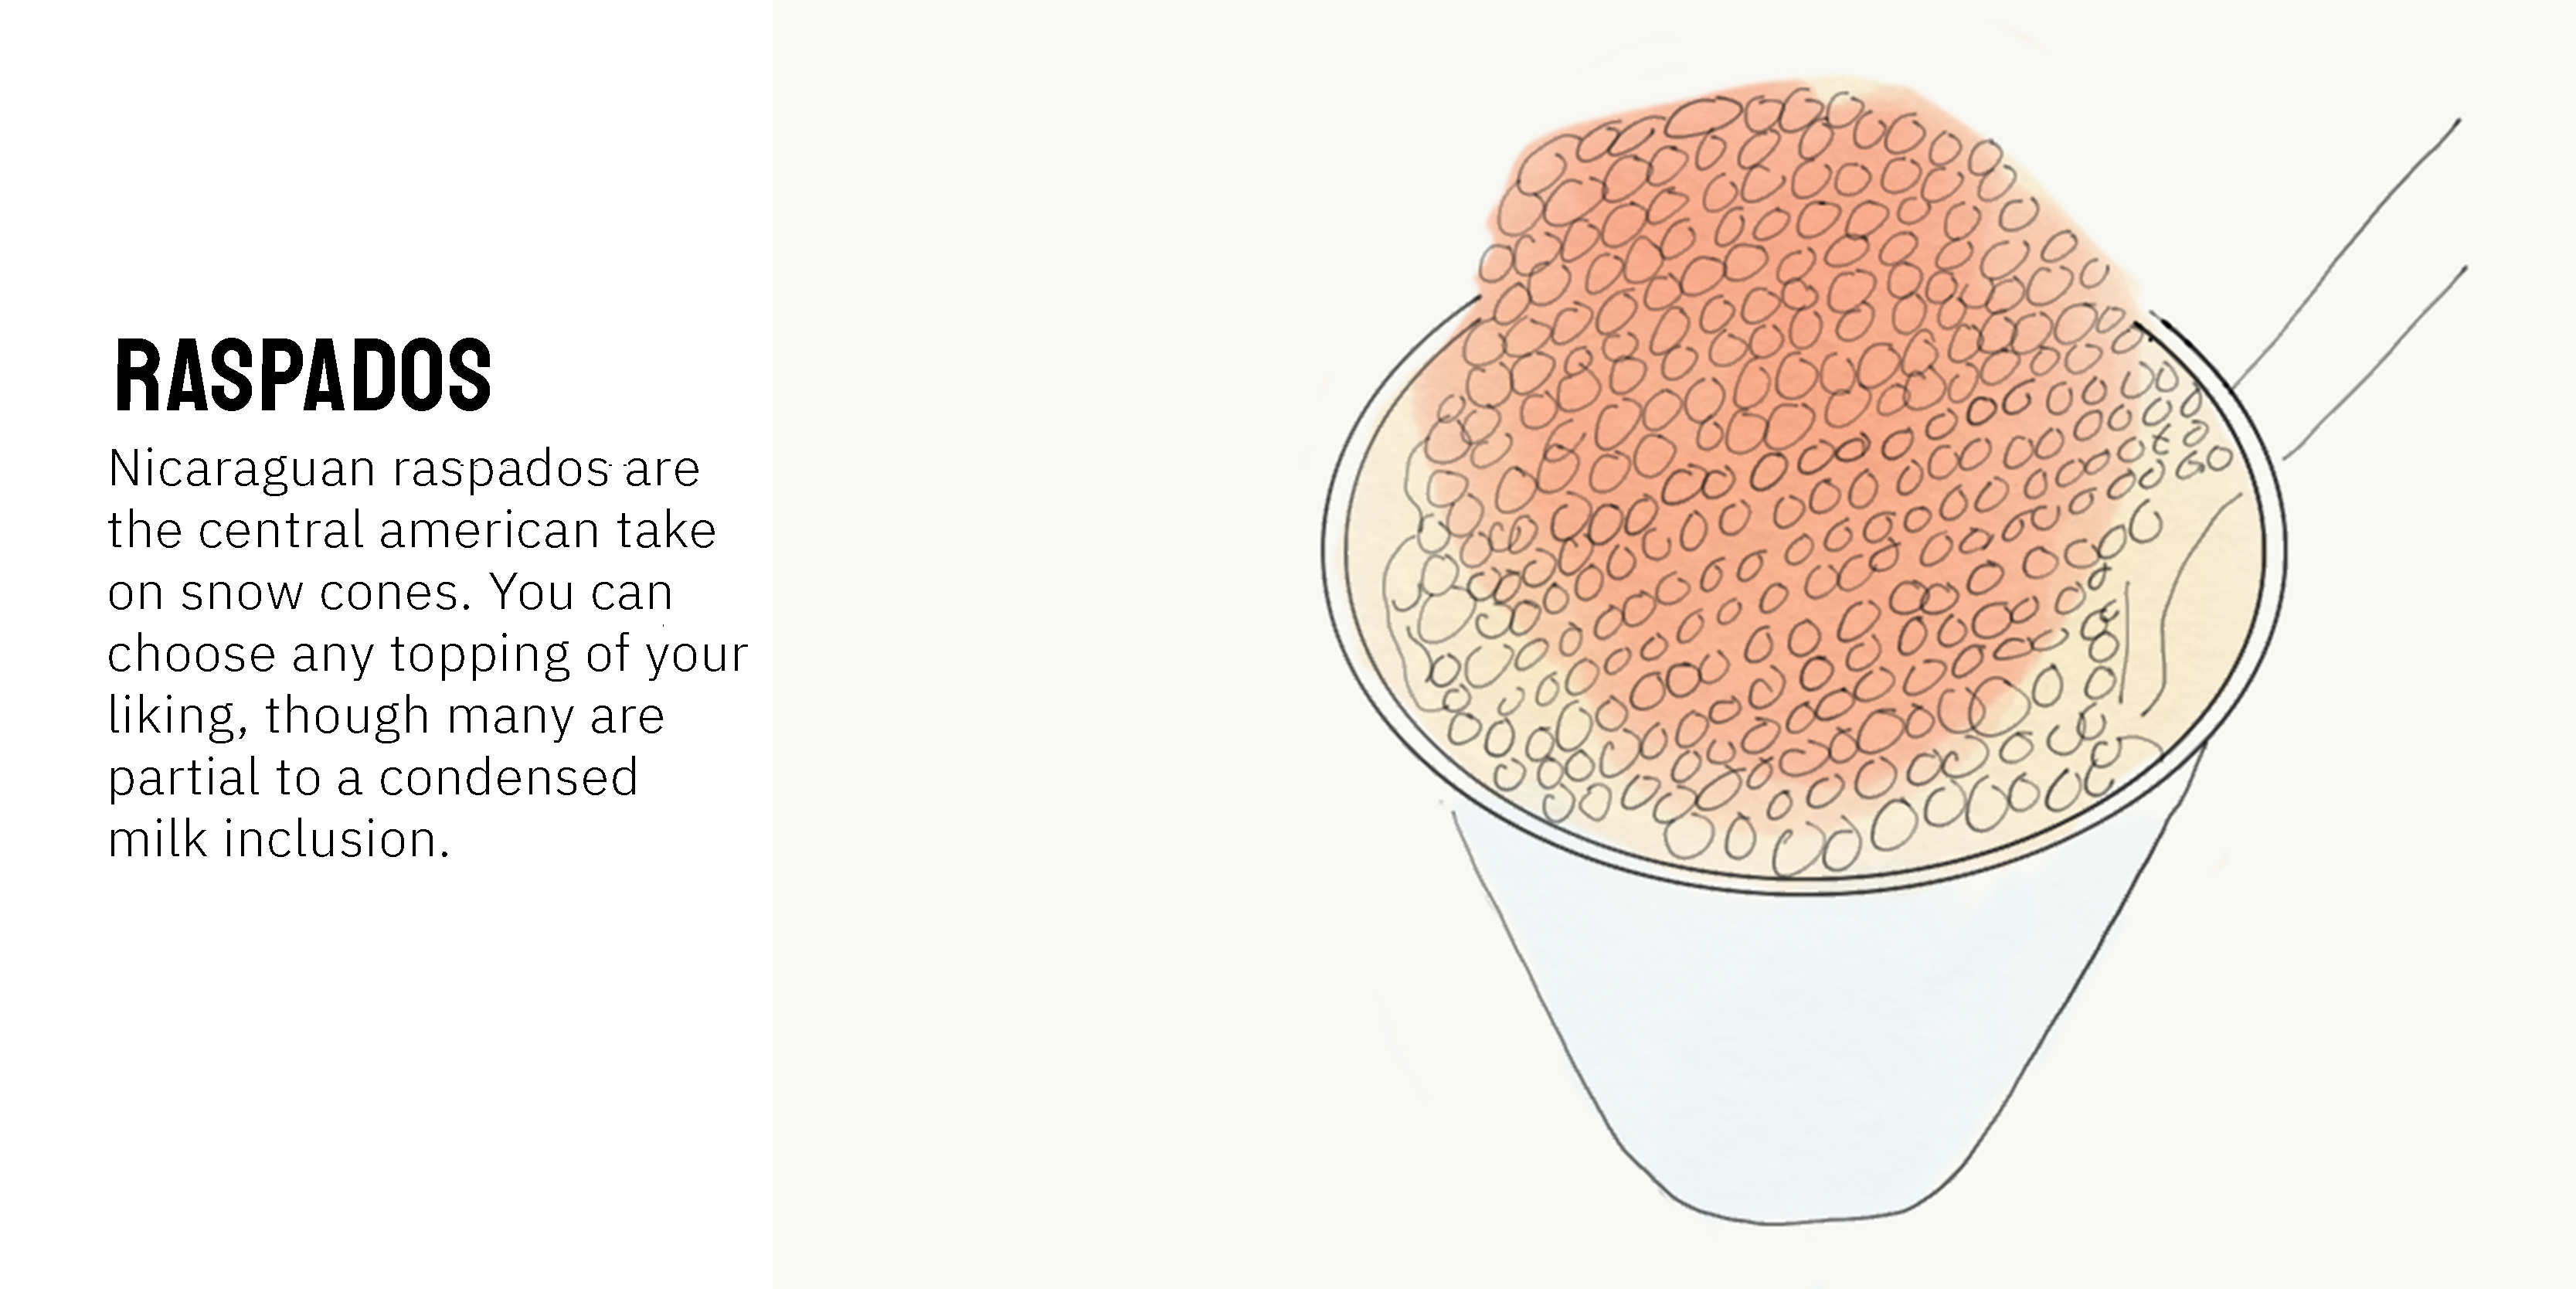 RASPADOS
Nicaraguan raspados are
the central american take
on snow cones. You can
choose any topping of your
liking, though many are
partial to a condensed
milk inclusion.